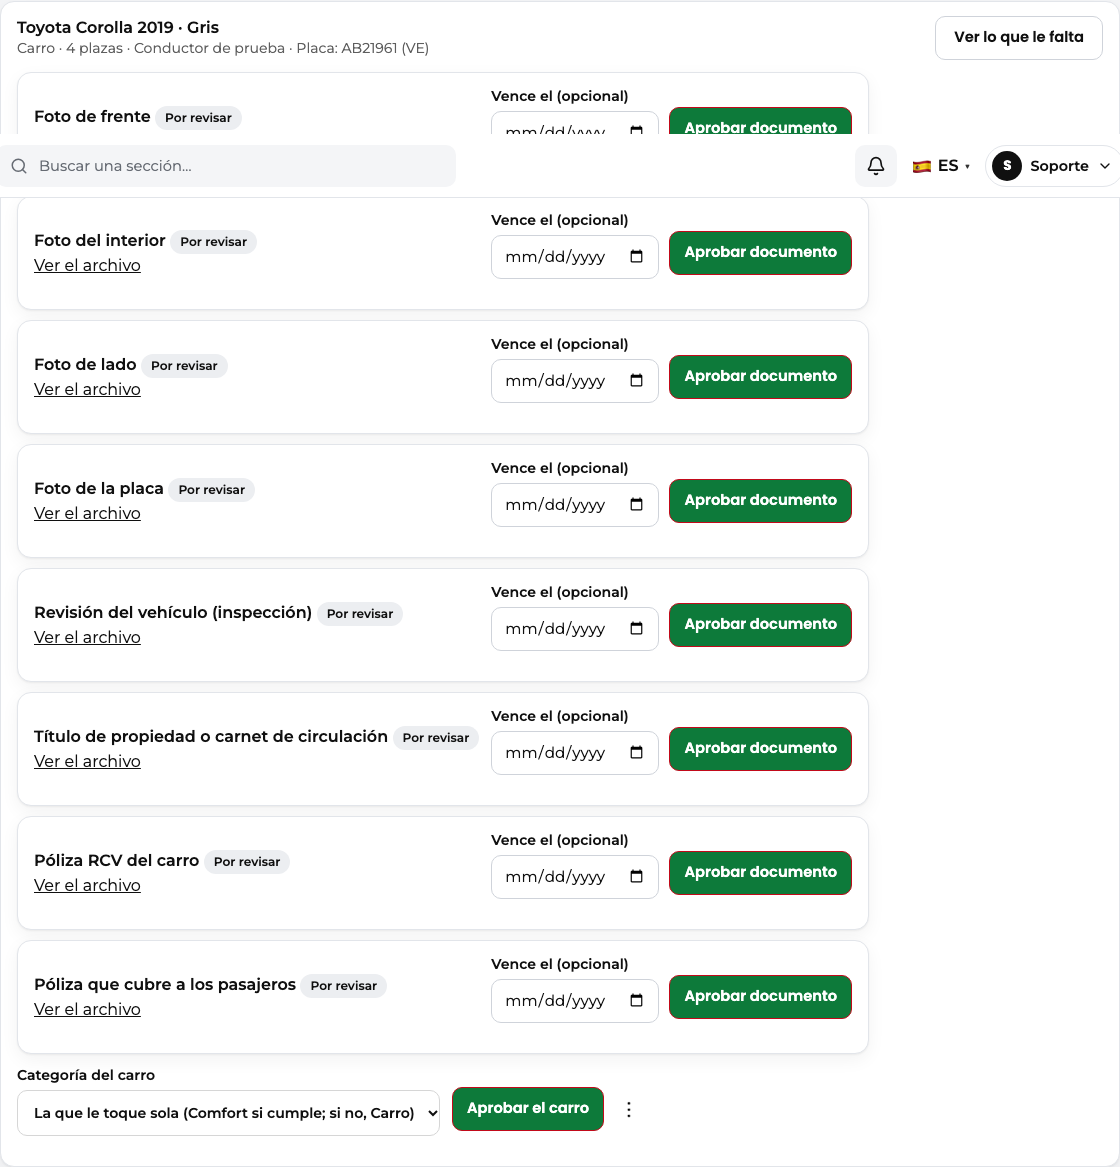 Toyota Corolla 2019 · Gris
Carro · 4 plazas · Conductor de prueba · Placa: AB21961 (VE)
Ver lo que le falta
Foto de frente Por revisar
Vence el (opcional)
mm/dd/yyyy
Aprobar documento
Buscar una sección...
ES
S
Soporte
Foto del interior Por revisar
Ver el archivo
Vence el (opcional)
mm/dd/yyyy
Aprobar documento
Foto de lado Por revisar
Ver el archivo
Vence el (opcional)
mm/dd/yyyy
Aprobar documento
Foto de la placa Por revisar
Ver el archivo
Vence el (opcional)
mm/dd/yyyy
Aprobar documento
Revisión del vehículo (inspección) Por revisar
Ver el archivo
Vence el (opcional)
mm/dd/yyyy
Aprobar documento
Título de propiedad o carnet de circulación Por revisar
Ver el archivo
Vence el (opcional)
mm/dd/yyyy
Aprobar documento
Póliza RCV del carro Por revisar
Ver el archivo
Vence el (opcional)
mm/dd/yyyy
Aprobar documento
Póliza que cubre a los pasajeros Por revisar
Ver el archivo
Vence el (opcional)
mm/dd/yyyy
Aprobar documento
Categoría del carro
La que le toque sola (Comfort si cumple; si no, Carro)
Aprobar el carro